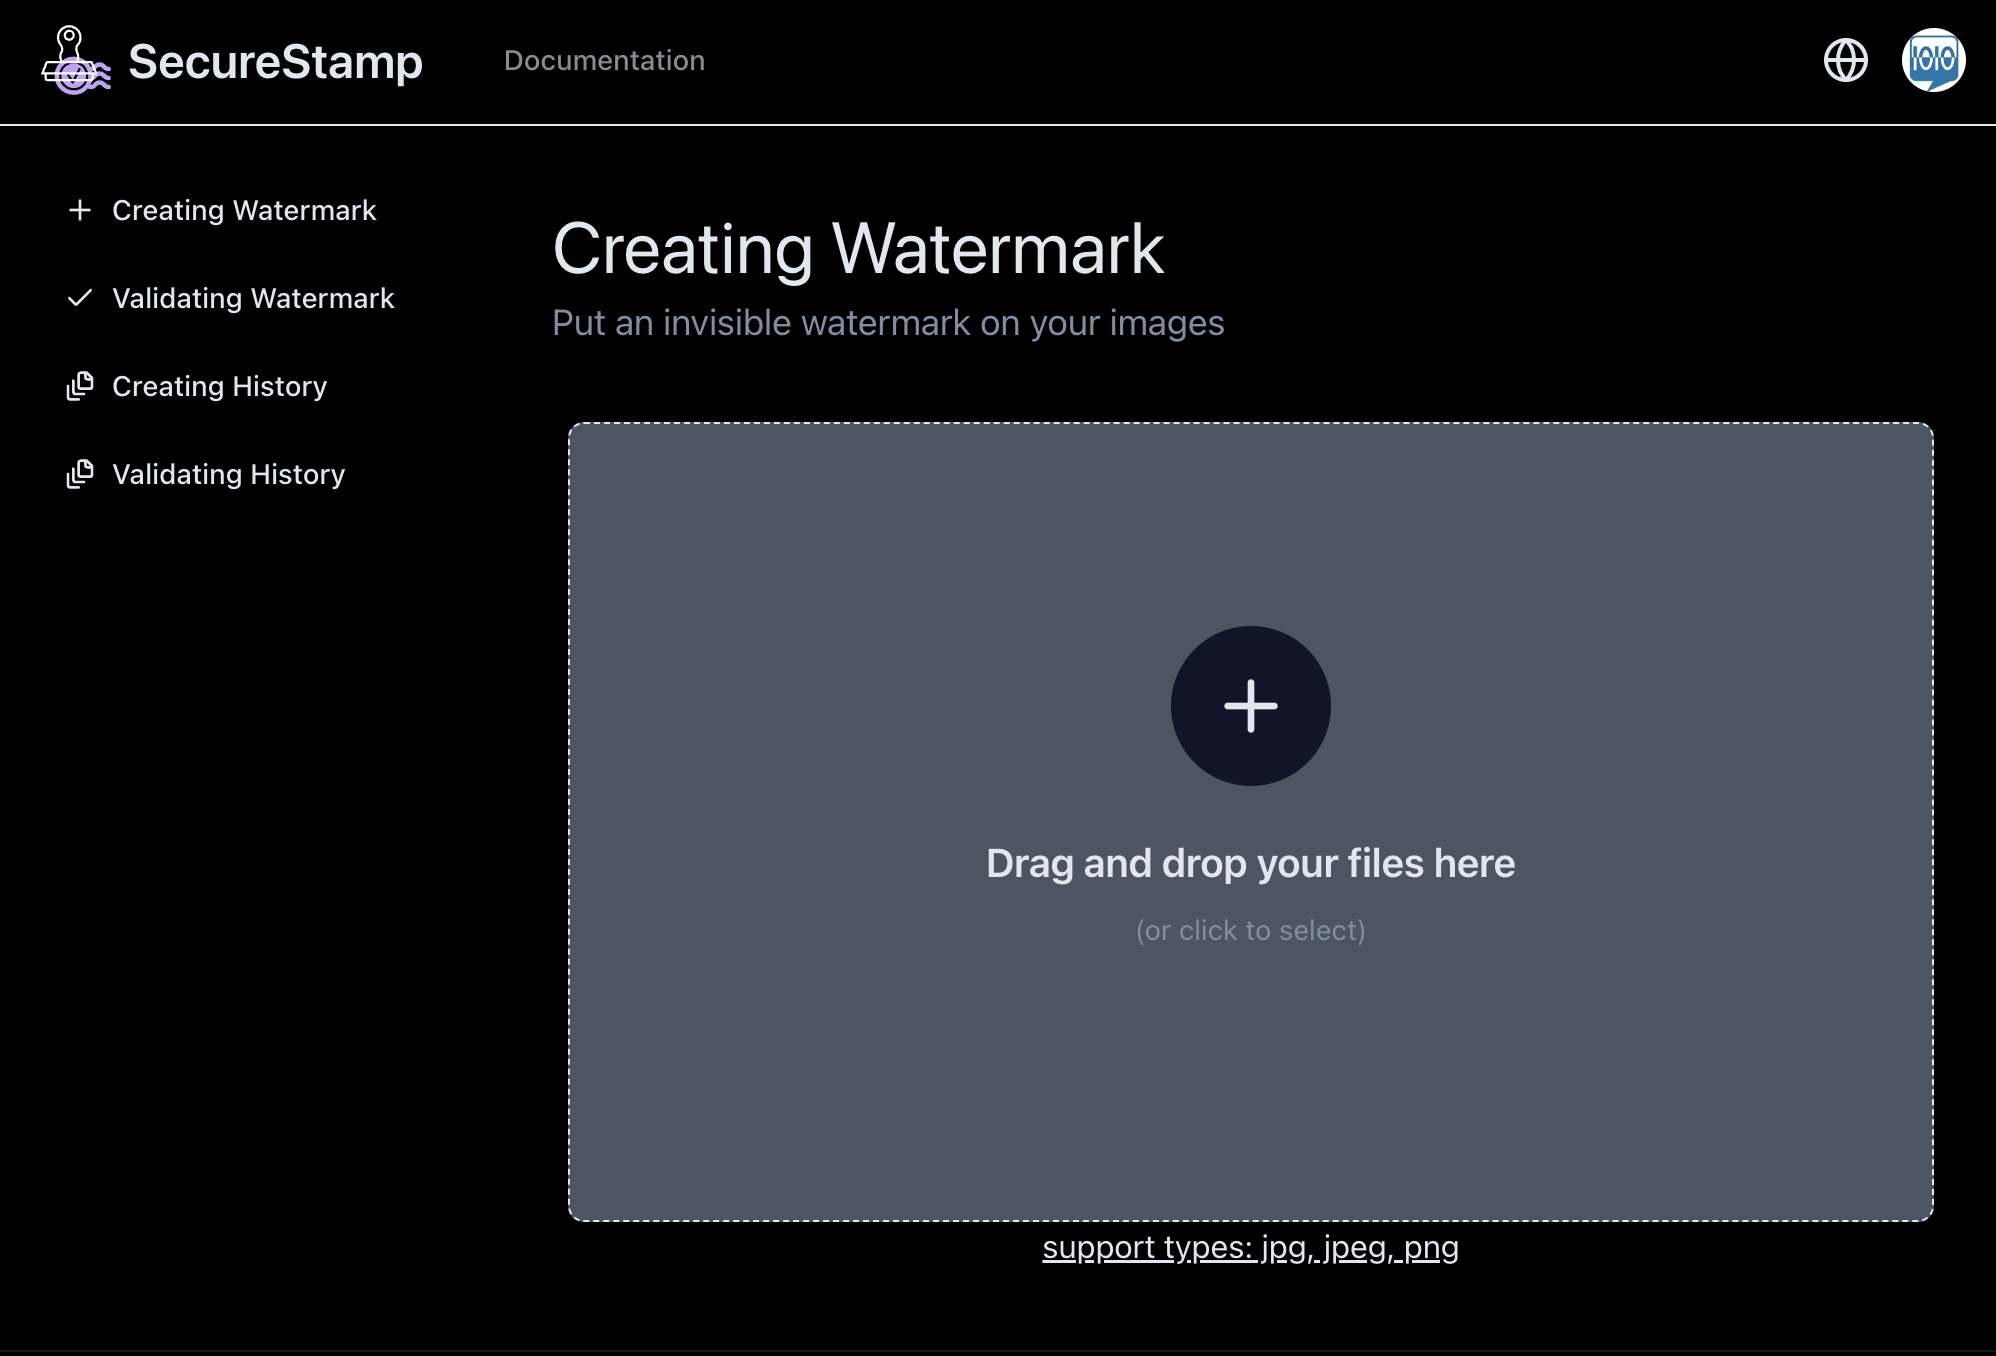 SecureStamp
Documentation
1010
Creating Watermark
Validating Watermark
Creating History
Validating History
Creating Watermark
Put an invisible watermark on your images
Drag and drop your files here
(or click to select)
support types: jpg, jpeg, png